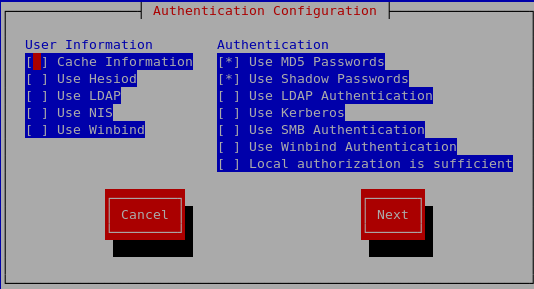 Authentication Configuration
User Information
[ ] Cache Information
[ ] Use Hesiod
[ ] Use LDAP
[ ] Use NIS
[ ] Use Winbind
Authentication
[*] Use MD5 Passwords
[*] Use Shadow Passwords
[ ] Use LDAP Authentication
[ ] Use Kerberos
[ ] Use SMB Authentication
[ ] Use Winbind Authentication
[ ] Local authorization is sufficient
Cancel
Next